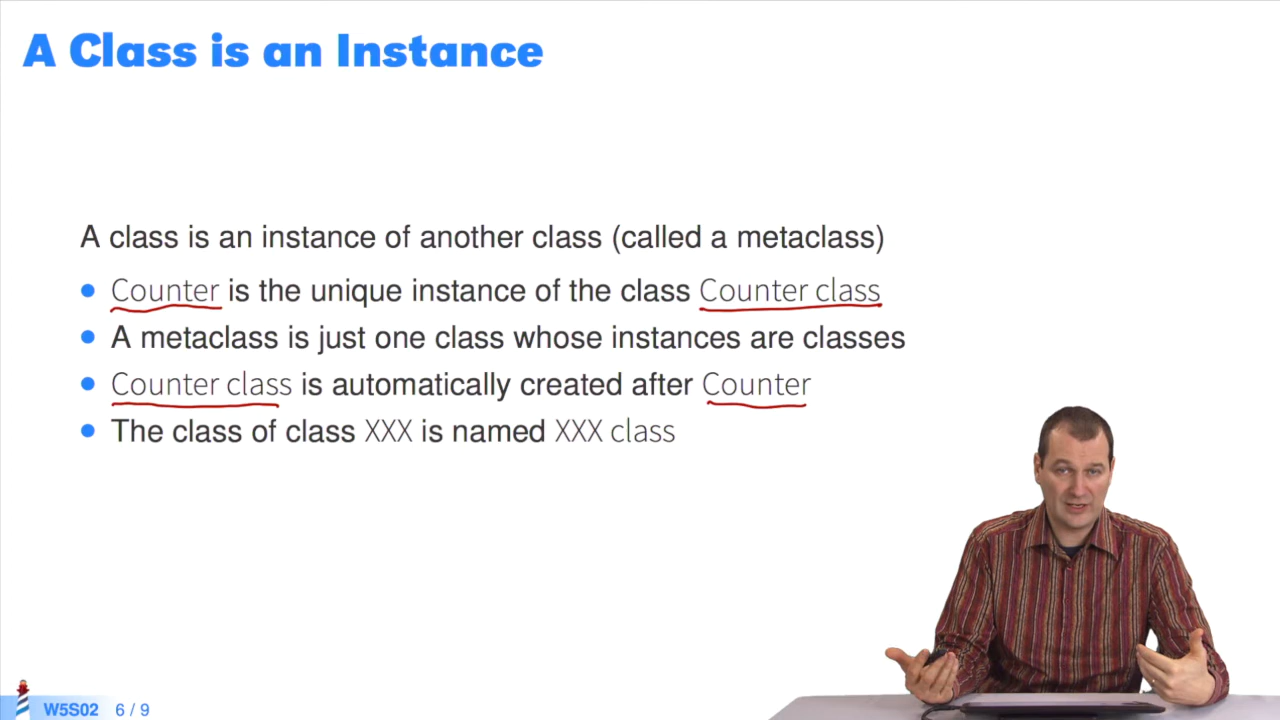 A Class is an Instance
A class is an instance of another class (called a metaclass)
• Counter is the unique instance of the class Counter class
• A metaclass is just one class whose instances are classes
• Counter class is automatically created after Counter
• The class of class XXX is named XXX class
W5S02 6 / 9